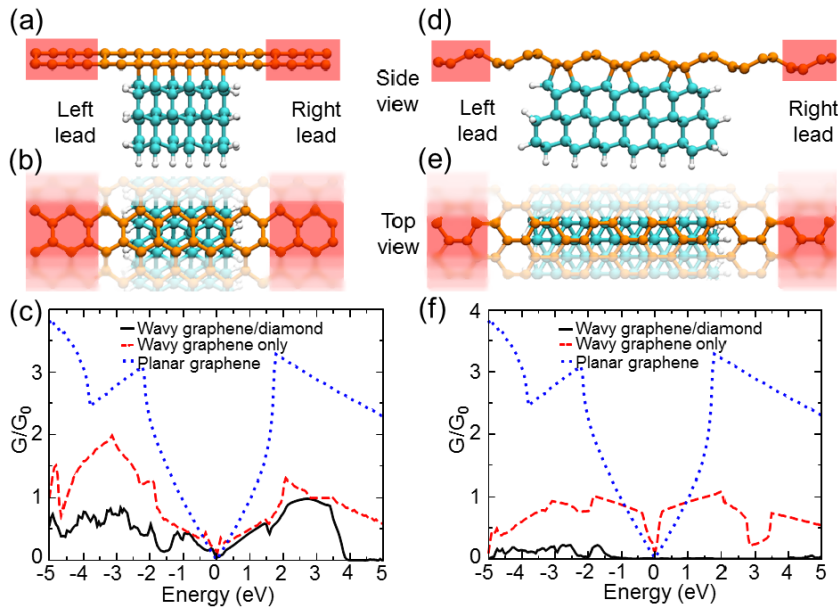 (a)
(d)
Side
view
Left
lead
Right
lead
Left
lead
Right
lead
(b)
(e)
Top
view
(c)
Wavy graphene/diamond
Wavy graphene only
Planar graphene
G/G0
3
2
1
0
-5 -4 -3 -2 -1 0 1 2 3 4 5
Energy (eV)
(f)
Wavy graphene/diamond
Wavy graphene only
Planar graphene
G/G0
4
3
2
1
0
-5 -4 -3 -2 -1 0 1 2 3 4 5
Energy (eV)